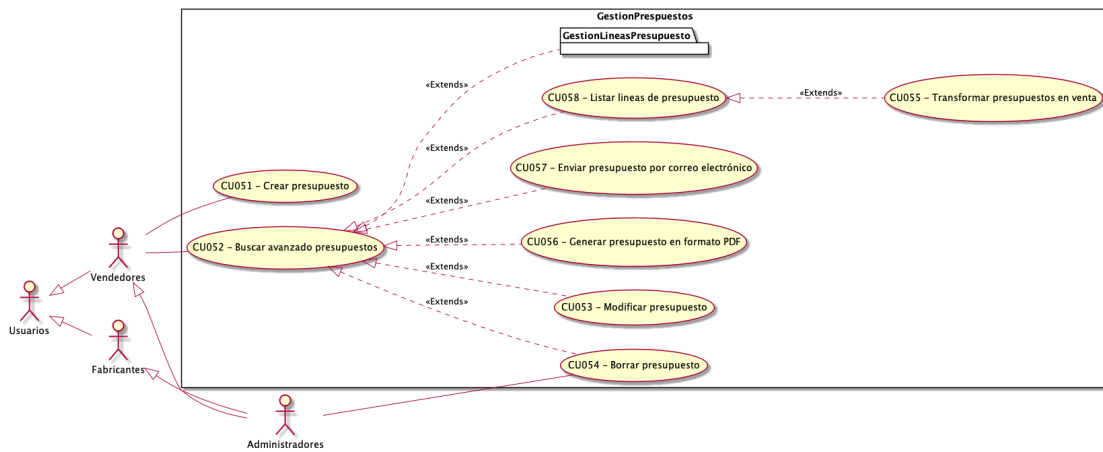 GestionPrespuestos
GestionLineasPresupuesto
«Extends»
CU058 – Listar lineas de presupuesto
«Extends»
CU055 – Transformar presupuestos en venta
«Extends»
CU057 – Enviar presupuesto por correo electrónico
«Extends»
CU051 – Crear presupuesto
CU052 – Buscar avanzado presupuestos
«Extends»
CU056 – Generar presupuesto en formato PDF
«Extends»
CU053 – Modificar presupuesto
«Extends»
CU054 – Borrar presupuesto
Vendedores
Usuarios
Fabricantes
Administradores